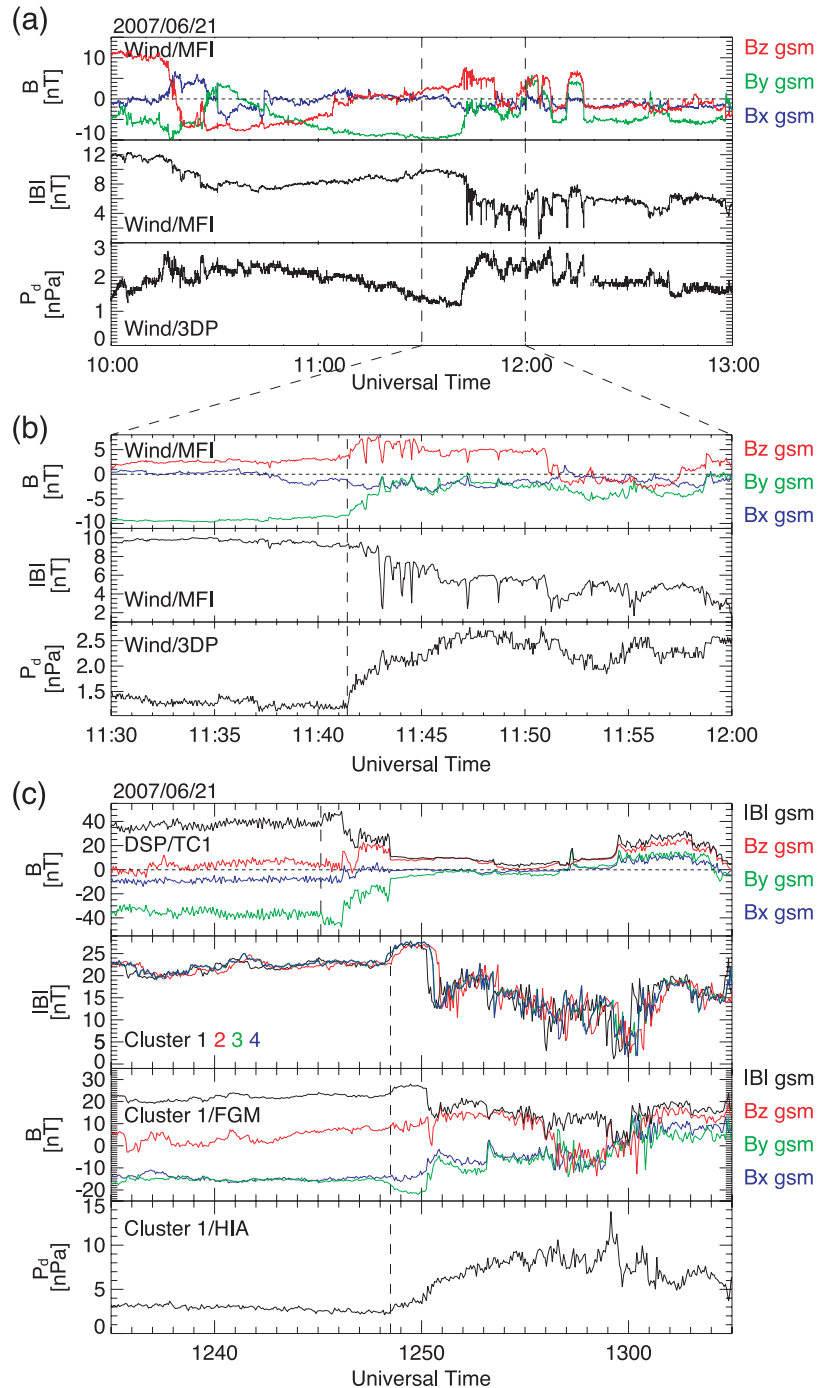 (a)
2007/06/21
Wind/MFI
Bz gsm
By gsm
Bx gsm
B
[nT]
10
0
-10
|B|
[nT]
12
8
4
Wind/MFI
P_d
[nPa]
3
2
1
0
Wind/3DP
10:00 11:00 12:00 13:00
Universal Time
(b)
Wind/MFI
Bz gsm
By gsm
Bx gsm
B
[nT]
5
0
-5
-10
|B|
[nT]
10
8
6
4
2
Wind/MFI
P_d
[nPa]
2.5
2.0
1.5
Wind/3DP
11:30 11:35 11:40 11:45 11:50 11:55 12:00
Universal Time
(c)
2007/06/21
DSP/TC1
|B| gsm
Bz gsm
By gsm
Bx gsm
B
[nT]
40
20
0
-20
-40
|B|
[nT]
25
20
15
10
5
0
Cluster 1 2 3 4
Cluster 1/FGM
|B| gsm
Bz gsm
By gsm
Bx gsm
B
[nT]
30
20
10
0
-10
-20
Cluster 1/HIA
P_d
[nPa]
15
10
5
0
1240 1250 1300
Universal Time